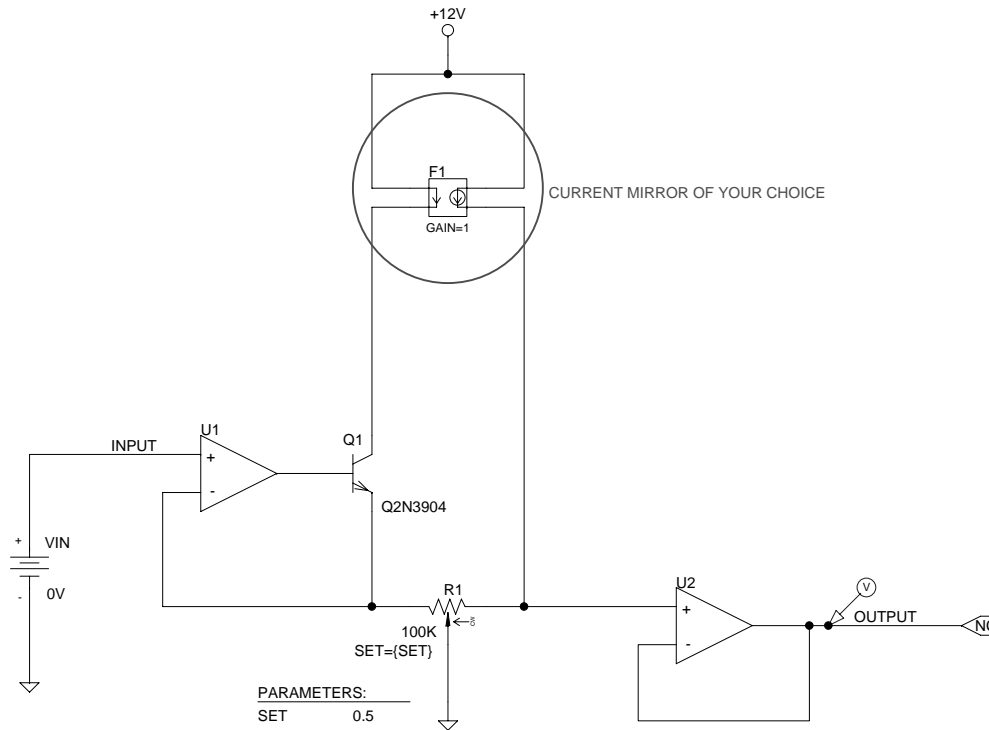 +12V
F1
CURRENT MIRROR OF YOUR CHOICE
GAIN=1
U1
Q1
INPUT
+
-
Q2N3904
+
VIN
-
0V
R1
100K
SET={SET}
U2
+
-
V
OUTPUT
PARAMETERS:
SET 0.5